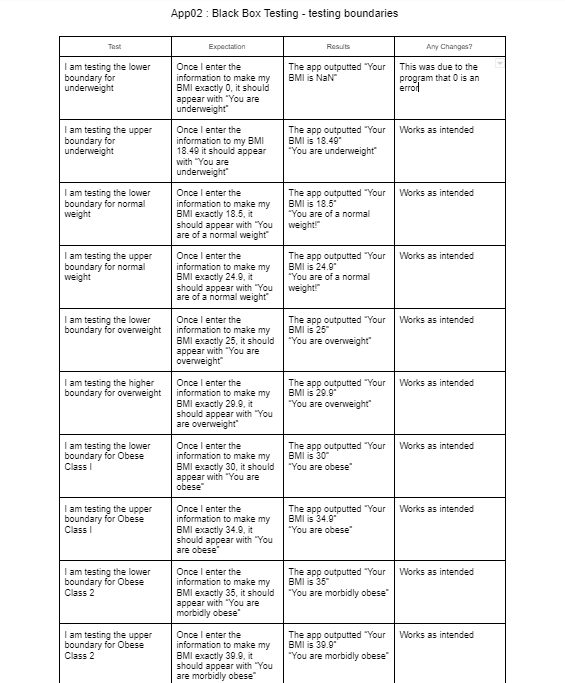 App02 : Black Box Testing - testing boundaries
Test
Expectation
Results
Any Changes?
I am testing the lower
boundary for
underweight
Once I enter the
information to make my
BMI exactly 0, it should
appear with "You are
underweight"
The app outputted "Your
BMI is NaN"
This was due to the
program that 0 is an
error
I am testing the upper
boundary for
underweight
Once I enter the
information to my BMI
18.49 it should appear
with "You are
underweight"
The app outputted "Your
BMI is 18.49"
"You are underweight"
Works as intended
I am testing the lower
boundary for normal
weight
Once I enter the
information to make my
BMI exactly 18.5, it
should appear with "You
are of a normal weight"
The app outputted "Your
BMI is 18.5"
"You are of a normal
weight!"
Works as intended
I am testing the upper
boundary for normal
weight
Once I enter the
information to make my
BMI exactly 24.9, it
should appear with "You
are of a normal weight"
The app outputted "Your
BMI is 24.9"
"You are of a normal
weight!"
Works as intended
I am testing the lower
boundary for overweight
Once I enter the
information to make my
BMI exactly 25, it should
appear with "You are
overweight"
The app outputted "Your
BMI is 25"
"You are overweight"
Works as intended
I am testing the higher
boundary for overweight
Once I enter the
information to make my
BMI exactly 29.9, it
should appear with "You
are overweight"
The app outputted "Your
BMI is 29.9"
"You are overweight"
Works as intended
I am testing the lower
boundary for Obese
Class I
Once I enter the
information to make my
BMI exactly 30, it should
appear with "You are
obese"
The app outputted "Your
BMI is 30"
"You are obese"
Works as intended
I am testing the upper
boundary for Obese
Class I
Once I enter the
information to make my
BMI exactly 34.9, it
should appear with "You
are obese"
The app outputted "Your
BMI is 34.9"
"You are obese"
Works as intended
I am testing the lower
boundary for Obese
Class 2
Once I enter the
information to make my
BMI exactly 35, it should
appear with "You are
morbidly obese"
The app outputted "Your
BMI is 35"
"You are morbidly obese"
Works as intended
I am testing the upper
boundary for Obese
Class 2
Once I enter the
information to make my
BMI exactly 39.9, it
should appear with "You
are morbidly obese"
The app outputted "Your
BMI is 39.9"
"You are morbidly obese"
Works as intended